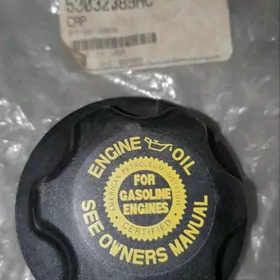 53032389AC
CAP
ENGINE OIL
FOR
GASOLINE
ENGINES
CERTIFIED
SEE OWNERS MANUAL